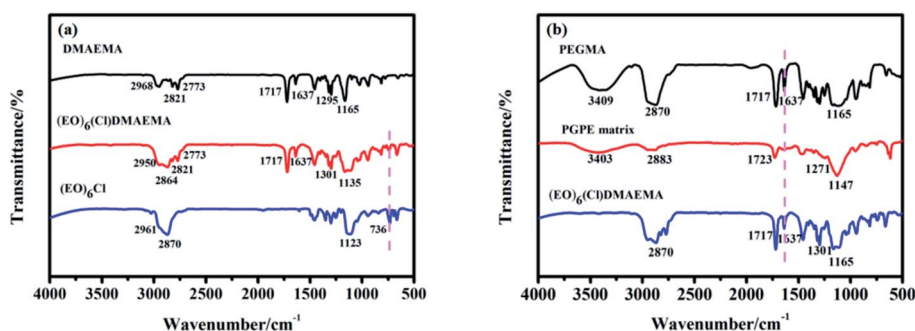 (a)
DMAEMA
2968
2821
2773
1717
1637
1295
1165
(EO)6(Cl)DMAEMA
2950
2864
2821
2773
1717
1637
1301
1135
(EO)6Cl
2961
2870
1123
736
Transmittance/%
4000 3500 3000 2500 2000 1500 1000 500
Wavenumber/cm-1
(b)
PEGMA
3409
2870
1717
1637
1165
PGPE matrix
3403
2883
1723
1271
1147
(EO)6(Cl)DMAEMA
2870
1717
1637
1301
1165
Transmittance/%
4000 3500 3000 2500 2000 1500 1000 500
Wavenumber/cm-1